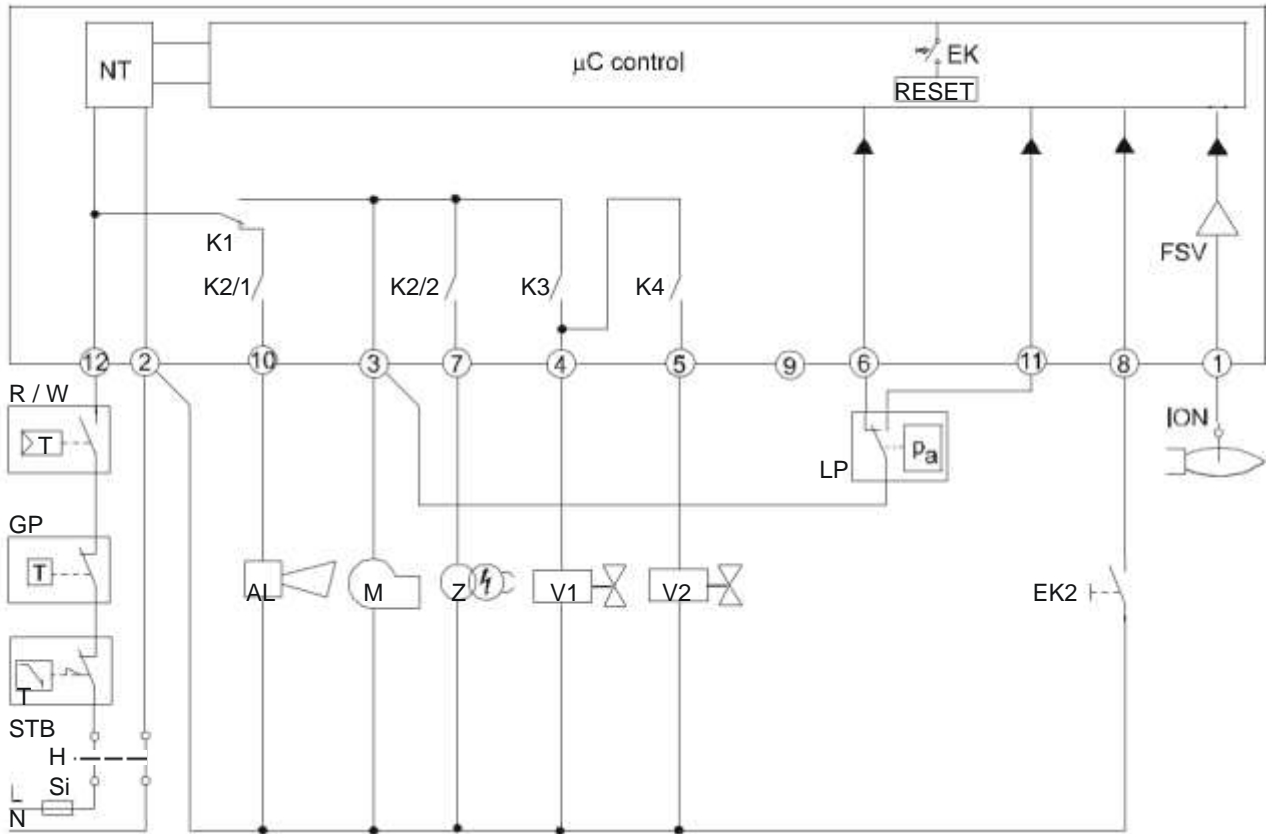 NT
μC control
EK
RESET
FSV
K1
K2/1
K2/2
K3
K4
12
2
10
3
7
4
5
9
6
11
8
1
R / W
T
GP
T
T
STB
H
Si
L
N
AL
M
Z
V1
V2
LP
Pa
ION
EK2